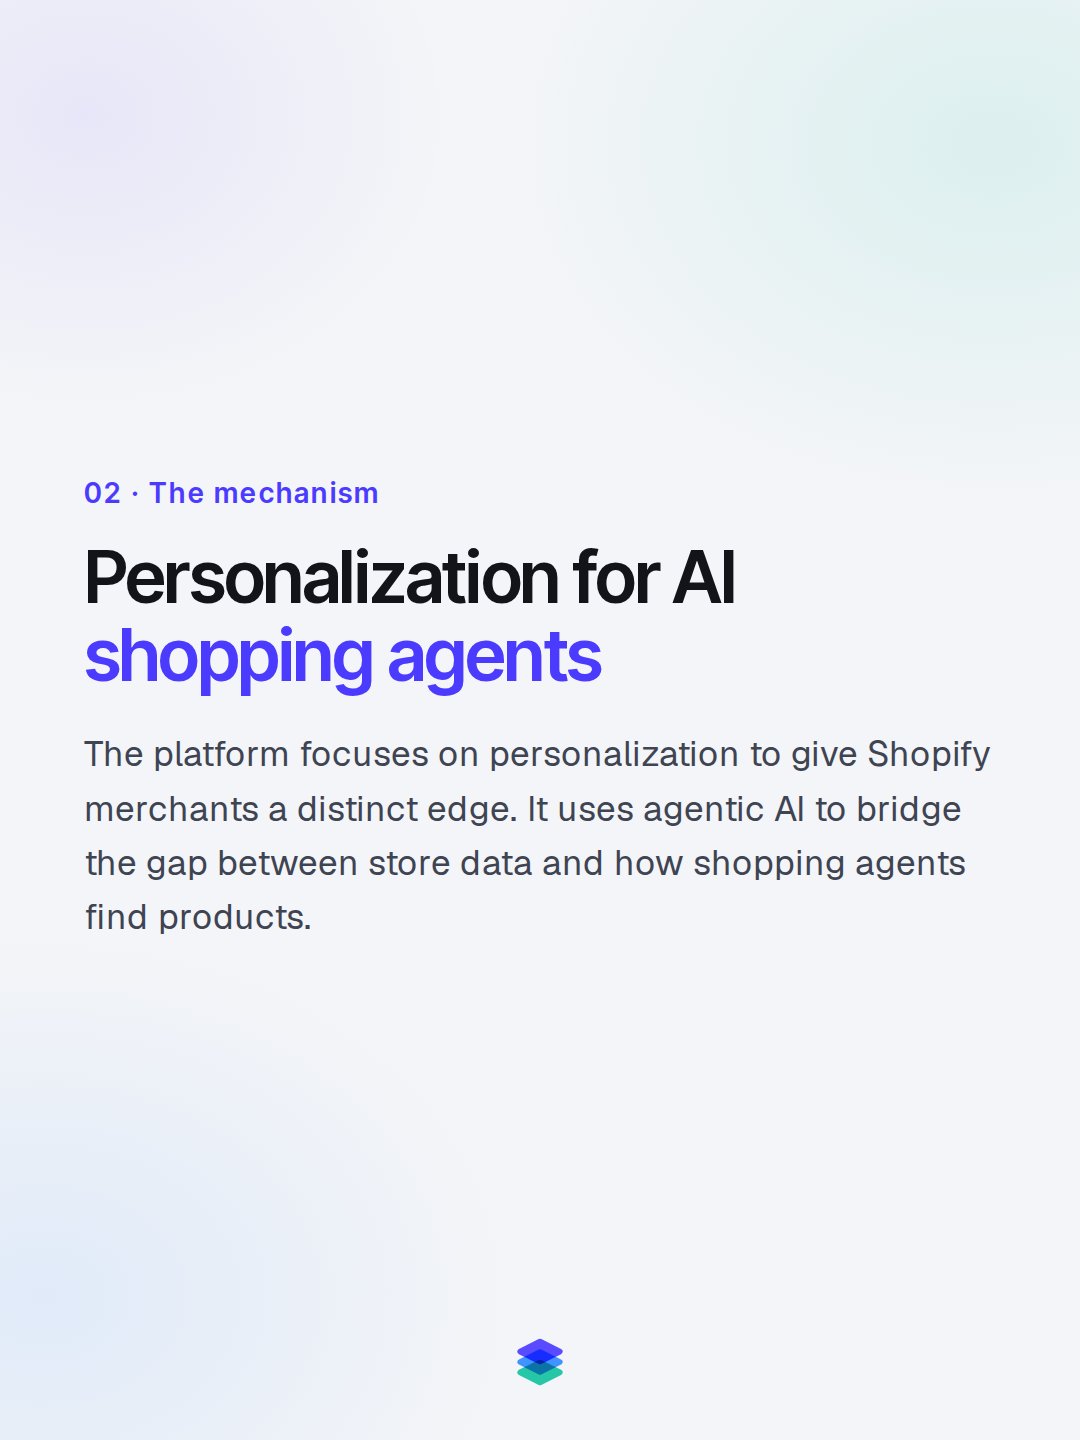 02 · The mechanism
Personalization for AI
shopping agents
The platform focuses on personalization to give Shopify
merchants a distinct edge. It uses agentic AI to bridge
the gap between store data and how shopping agents
find products.